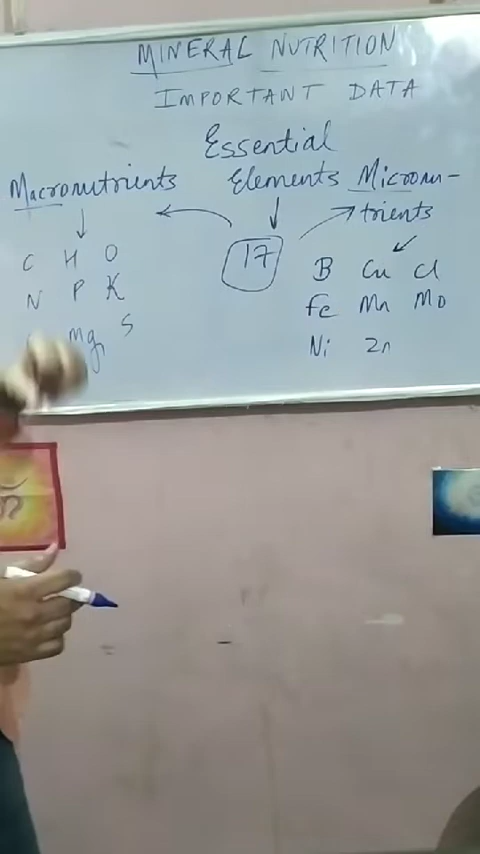 MINERAL NUTRITION
IMPORTANT DATA
Essential
Elements
Macronutrients
Micronu-
trients
17
C H O
N P K
Mg S
B Cu Cl
Fe Mn Mo
Ni Zn
ॐ